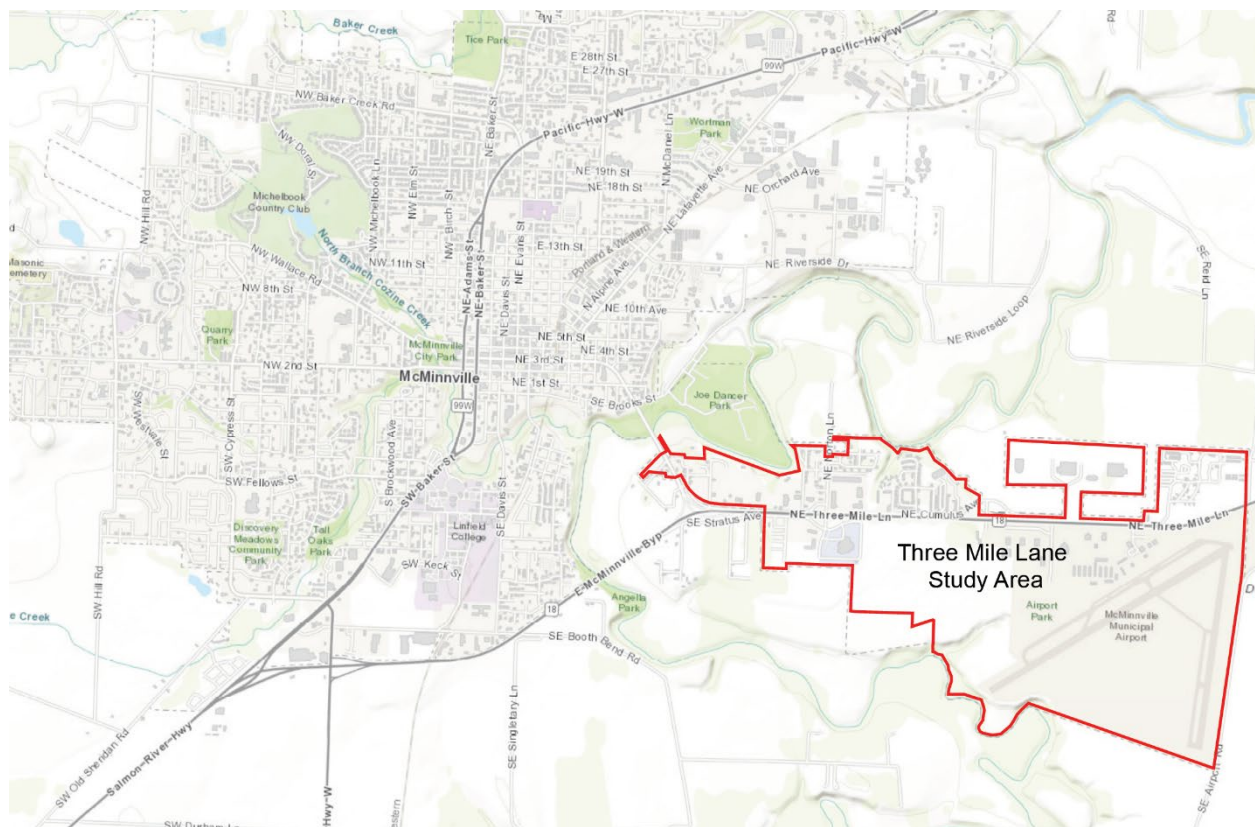 Baker Creek
Tice Park
E 28th St
E 27th St
Pacific-Hwy-W
99W
NW Baker Creek Rd
NE Baker St
Pacific-Hwy-W
Wortman
Park
N McDaniel Ln
NW Doral St
NW Hill Rd
Michelbook
Country Club
NW Michelbook Ln
NW Elm St
NW Birch St
NE 19th St
NE 18th St
NE Lafayette Ave
NE Orchard Ave
NE Evans St
North Branch Cozine Creek
NW 11th St
NE-Adams-St
NE-Baker-St
E 13th St
Portland & Western
N Alpine Ave
NE Riverside Dr
SE Reid Ln
NW Wallace Rd
NW 8th St
NE Davis St
NE 10th Ave
NE Riverside Loop
Quarry
Park
McMinnville
City Park
NE 5th St
NE 4th St
NE 3rd St
NW 2nd St
McMinnville
NE 1st St
99W
SE Brooks St
Joe Dancer
Park
SW Westvale St
SW Cypress St
S Brockwood Ave
SW-Baker-St
NE Norton Ln
SW Fellows St
SE Davis St
Linfield
College
SE Stratus Ave
NE-Three-Mile-Ln
NE Cumulus Ave
18
NE-Three-Mile-Ln
Discovery
Meadows
Community
Park
Tall
Oaks
Park
SW Keck St
E-McMinnville-Byp
Three Mile Lane
Study Area
SW Hill Rd
18
Angella
Park
Airport
Park
McMinnville
Municipal
Airport
e Creek
SE Booth Bend Rd
SE Singletary Ln
SW Old Sheridan Rd
Salmon-River-Hwy
Hwy-W
SE Airport Rd